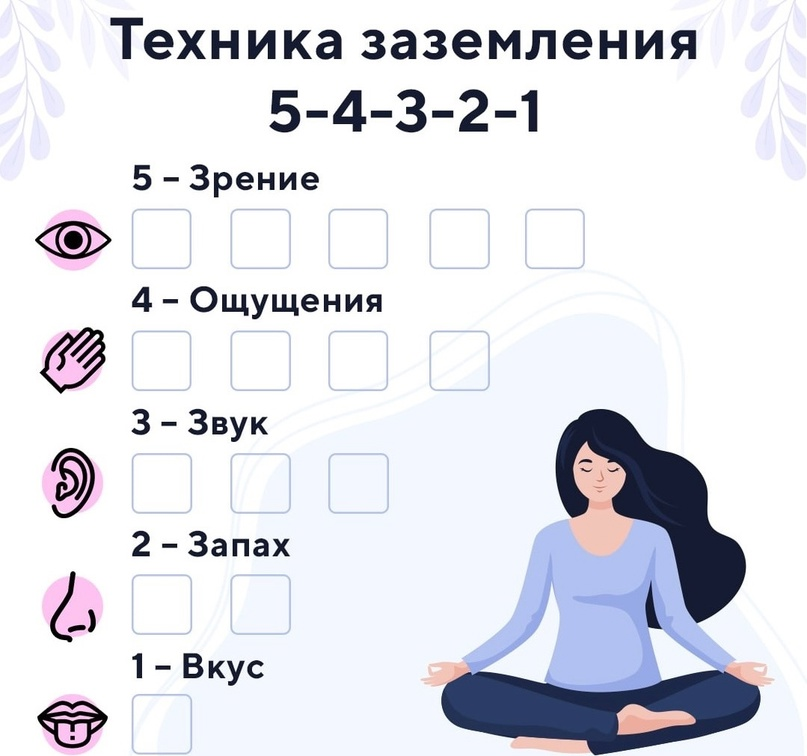 Техника заземления
5-4-3-2-1
5 – Зрение
4 – Ощущения
3 – Звук
2 – Запах
1 – Вкус